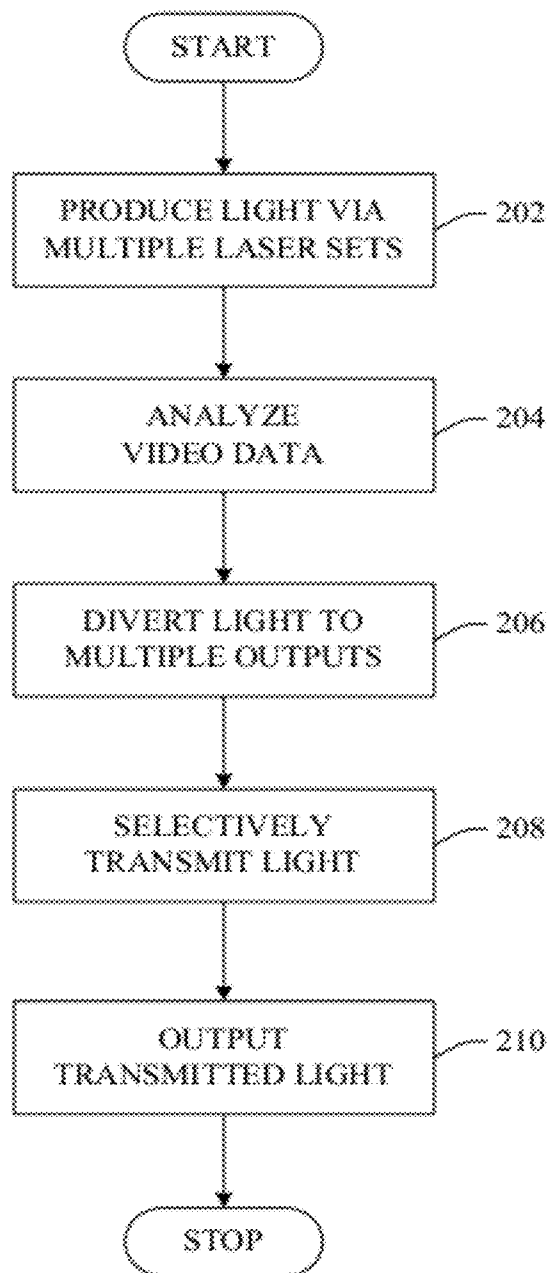 START
PRODUCE LIGHT VIA
MULTIPLE LASER SETS
202
ANALYZE
VIDEO DATA
204
DIVERT LIGHT TO
MULTIPLE OUTPUTS
206
SELECTIVELY
TRANSMIT LIGHT
208
OUTPUT
TRANSMITTED LIGHT
210
STOP